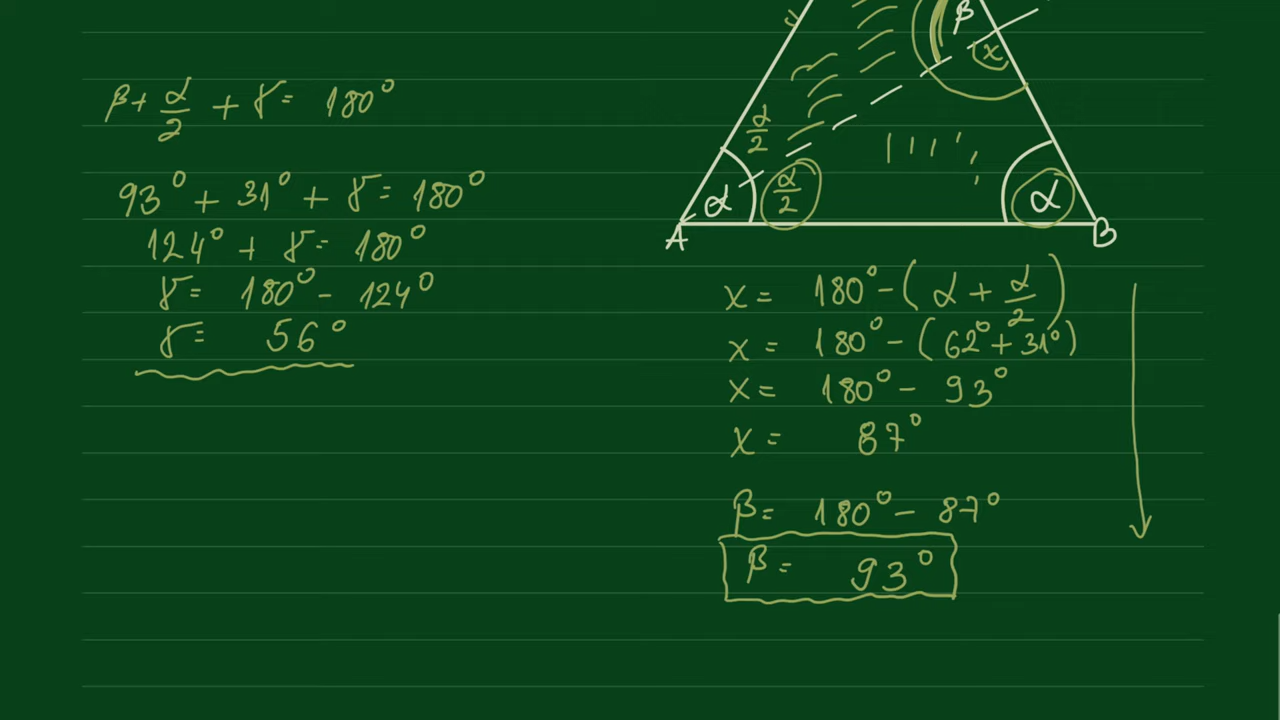 β + α/2 + γ = 180°
93° + 31° + γ = 180°
124° + γ = 180°
γ = 180° - 124°
γ = 56°
β
x
α/2
α
α/2
α
A
B
x = 180° - (α + α/2)
x = 180° - (62° + 31°)
x = 180° - 93°
x = 87°
β = 180° - 87°
β = 93°